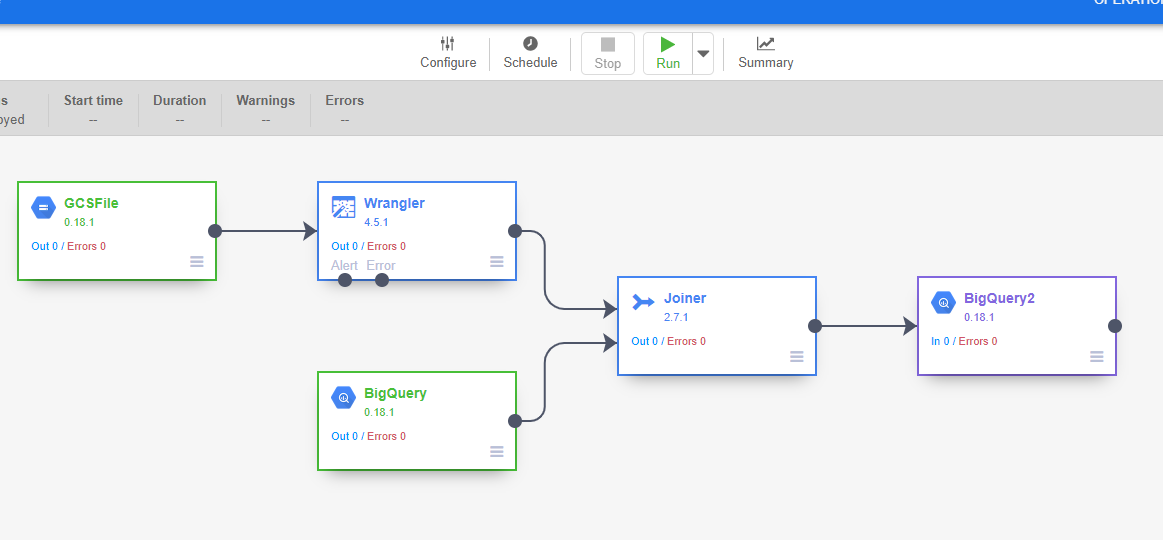 Configure
Schedule
Stop
Run
Summary
Start time
Duration
Warnings
Errors
--
--
--
--
GCSFile
0.18.1
Out 0 / Errors 0
Wrangler
4.5.1
Out 0 / Errors 0
Alert Error
BigQuery
0.18.1
Out 0 / Errors 0
Joiner
2.7.1
Out 0 / Errors 0
BigQuery2
0.18.1
In 0 / Errors 0